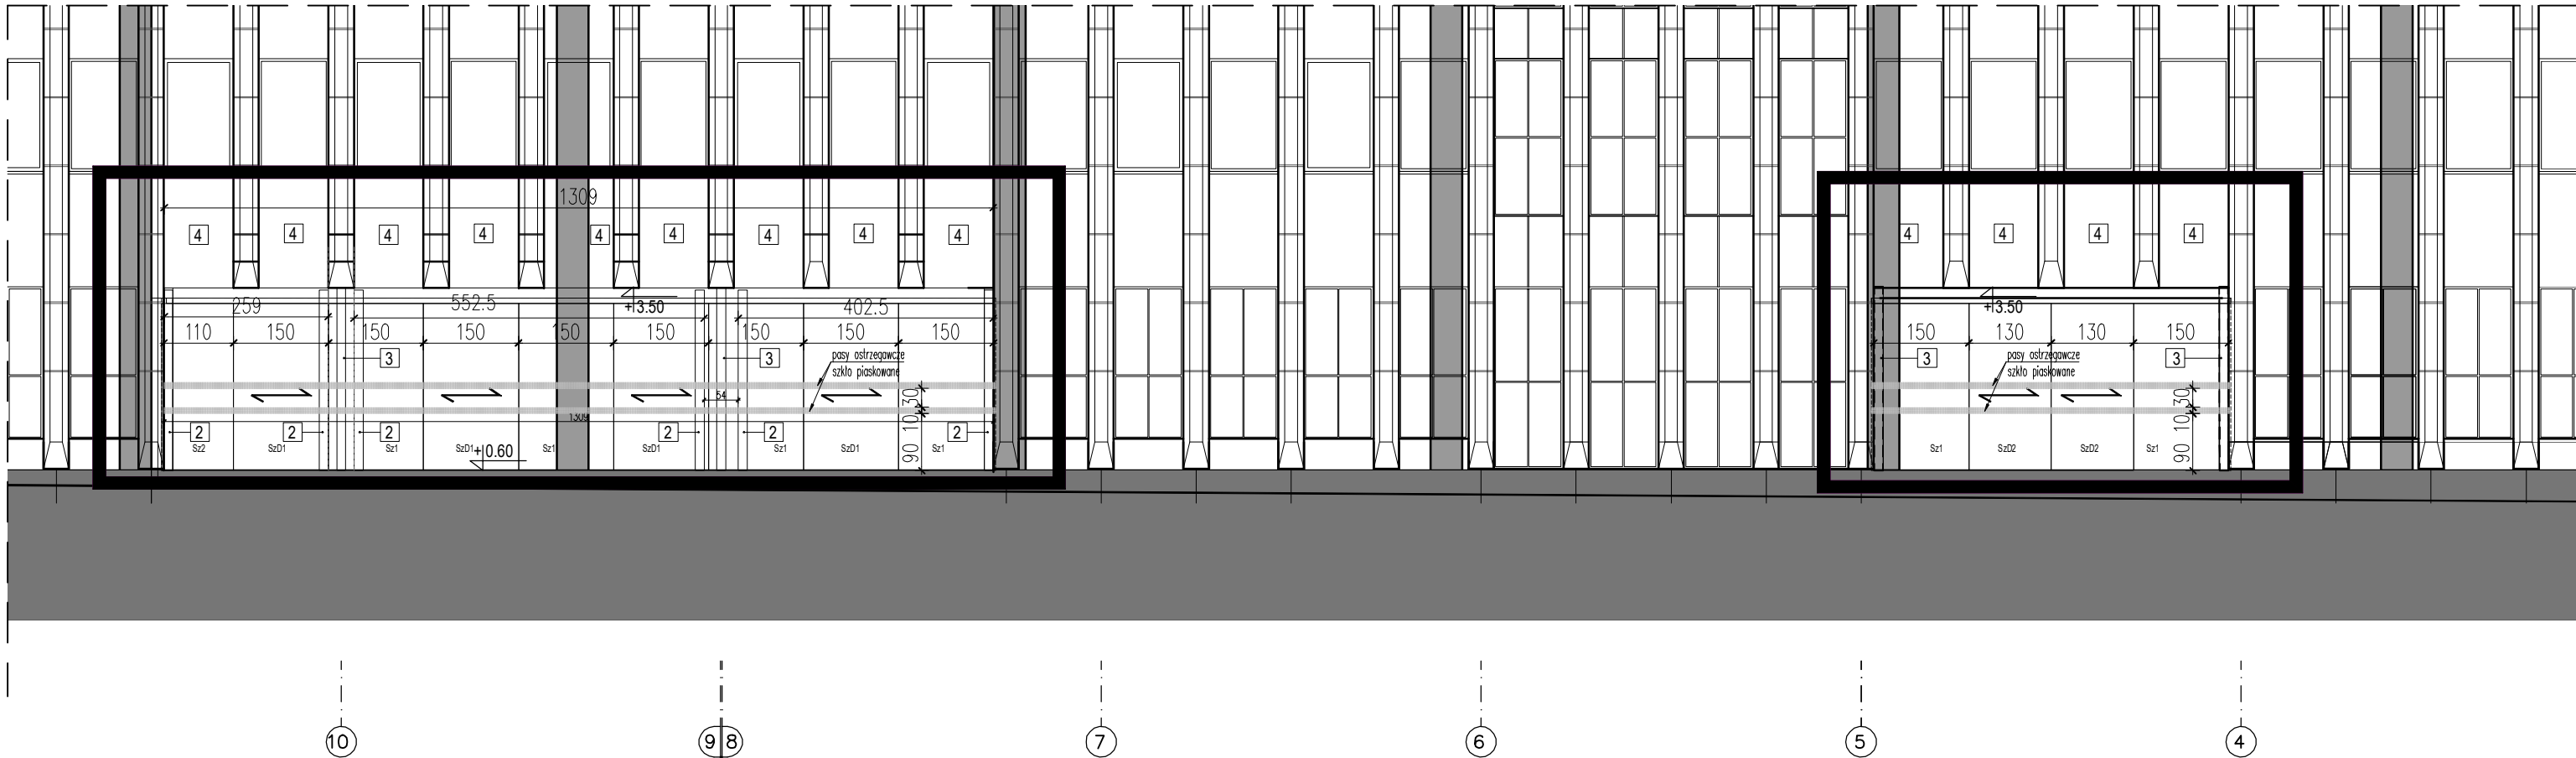 1309
4 4 4 4 4 4 4 4 4
4 4 4 4
259 552.5 +3.50 402.5
+3.50
110 150 150 150 150 150 150 150 150
150 130 130 150
3 3
pasy ostrzegawcze
szkło piaskowane
3 3
pasy ostrzegawcze
szkło piaskowane
54
1309
90 10 30
90 10 30
2 2 2 2 2 2
Sz2 SzD1 Sz1 SzD1 Sz1 SzD1 Sz1 SzD1 Sz1
+0.60
Sz1 SzD2 SzD2 Sz1
10 9 8 7 6 5 4